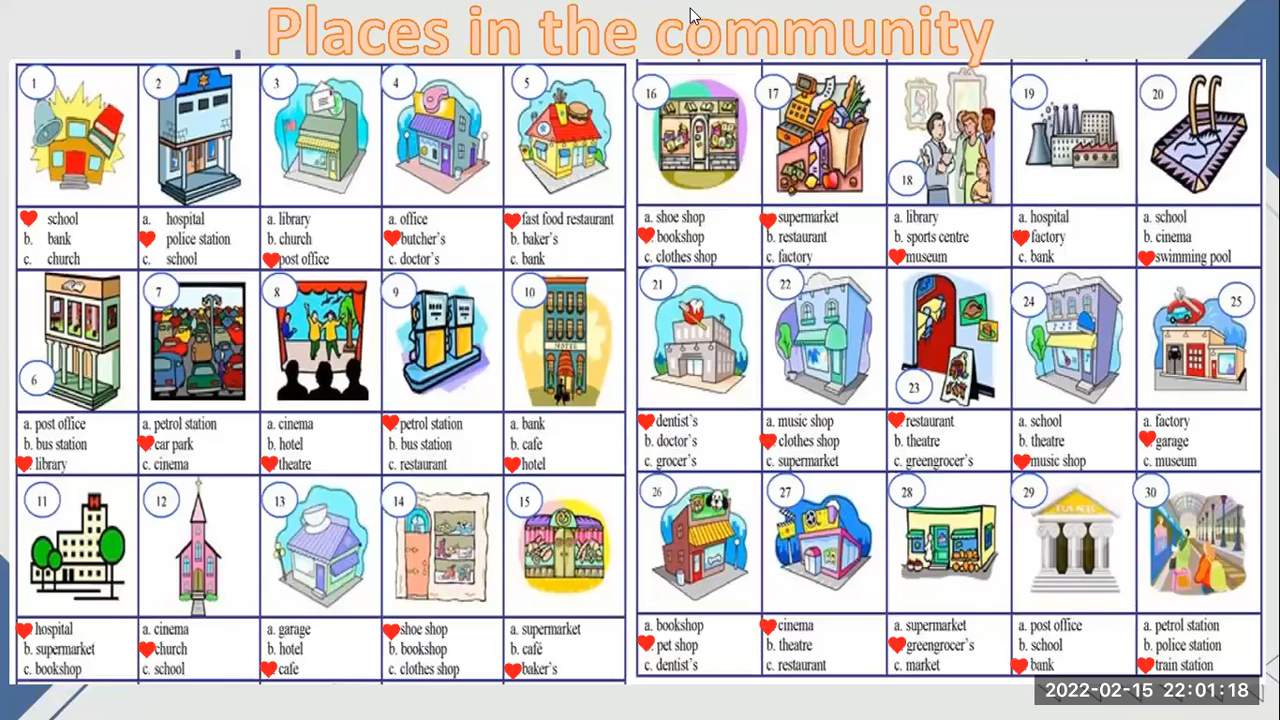 Places in the community
1
2
3
4
5
school
b. bank
c. church
a. hospital
police station
c. school
a. library
b. church
post office
a. office
butcher's
c. doctor's
fast food restaurant
b. baker's
c. bank
6
7
8
9
10
HOTEL
a. post office
b. bus station
library
a. petrol station
car park
c. cinema
a. cinema
b. hotel
theatre
petrol station
b. bus station
c. restaurant
a. bank
b. cafe
hotel
11
12
13
14
15
H
hospital
b. supermarket
c. bookshop
a. cinema
church
c. school
a. garage
b. hotel
cafe
shoe shop
b. bookshop
c. clothes shop
a. supermarket
b. café
baker's
16
17
18
19
20
a. shoe shop
bookshop
c. clothes shop
supermarket
b. restaurant
c. factory
a. library
b. sports centre
museum
a. hospital
factory
c. bank
a. school
b. cinema
swimming pool
21
22
23
24
25
dentist's
b. doctor's
c. grocer's
a. music shop
clothes shop
c. supermarket
restaurant
b. theatre
c. greengrocer's
a. school
b. theatre
music shop
a. factory
garage
c. museum
26
27
28
29
30
BANK
a. bookshop
pet shop
c. dentist's
cinema
b. theatre
c. restaurant
a. supermarket
greengrocer's
c. market
a. post office
b. school
bank
a. petrol station
b. police station
train station
2022-02-15 22:01:18